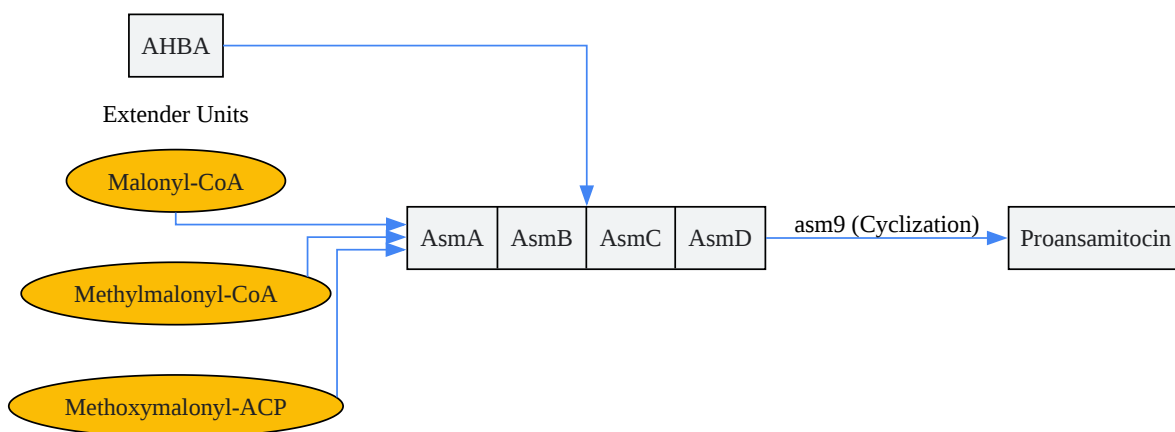 AHBA
Extender Units
Malonyl-CoA
AsmA
AsmB
AsmC
AsmD
asm9 (Cyclization)
Proansamitocin
Methylmalonyl-CoA
Methoxymalonyl-ACP